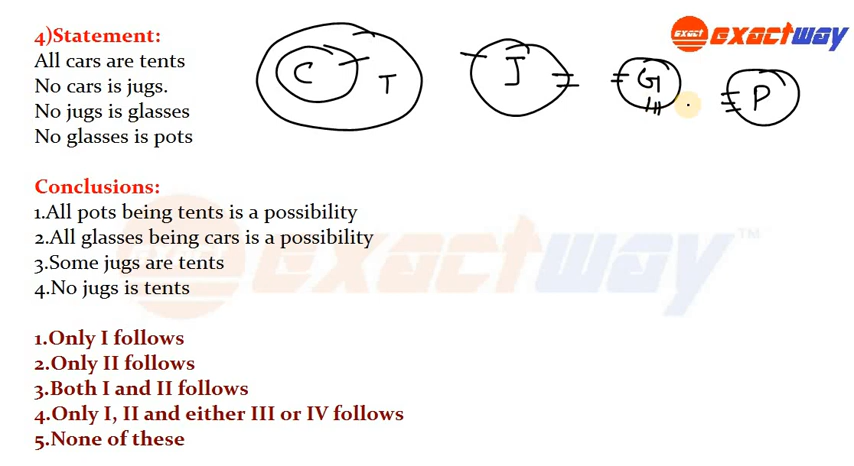 EXACT EXACTWAY
4)Statement:
All cars are tents
No cars is jugs.
No jugs is glasses
No glasses is pots
C T J G P
Conclusions:
1.All pots being tents is a possibility
2.All glasses being cars is a possibility
3.Some jugs are tents
4.No jugs is tents
EXACTWAY TM
1.Only I follows
2.Only II follows
3.Both I and II follows
4.Only I, II and either III or IV follows
5.None of these